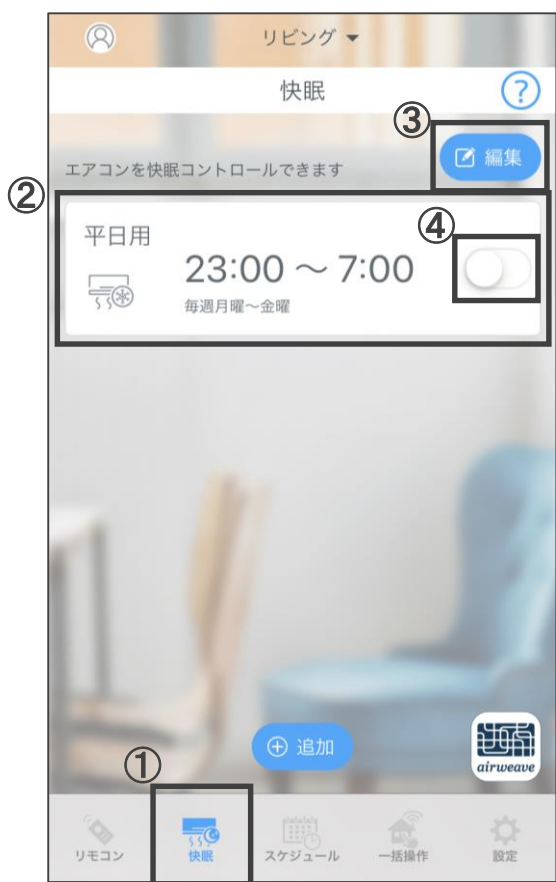 リビング ▼
快眠
?
③
編集
エアコンを快眠コントロールできます
②
平日用
④
23:00 ～ 7:00
毎週月曜～金曜
追加
airweave
①
リモコン
快眠
スケジュール
一括操作
設定